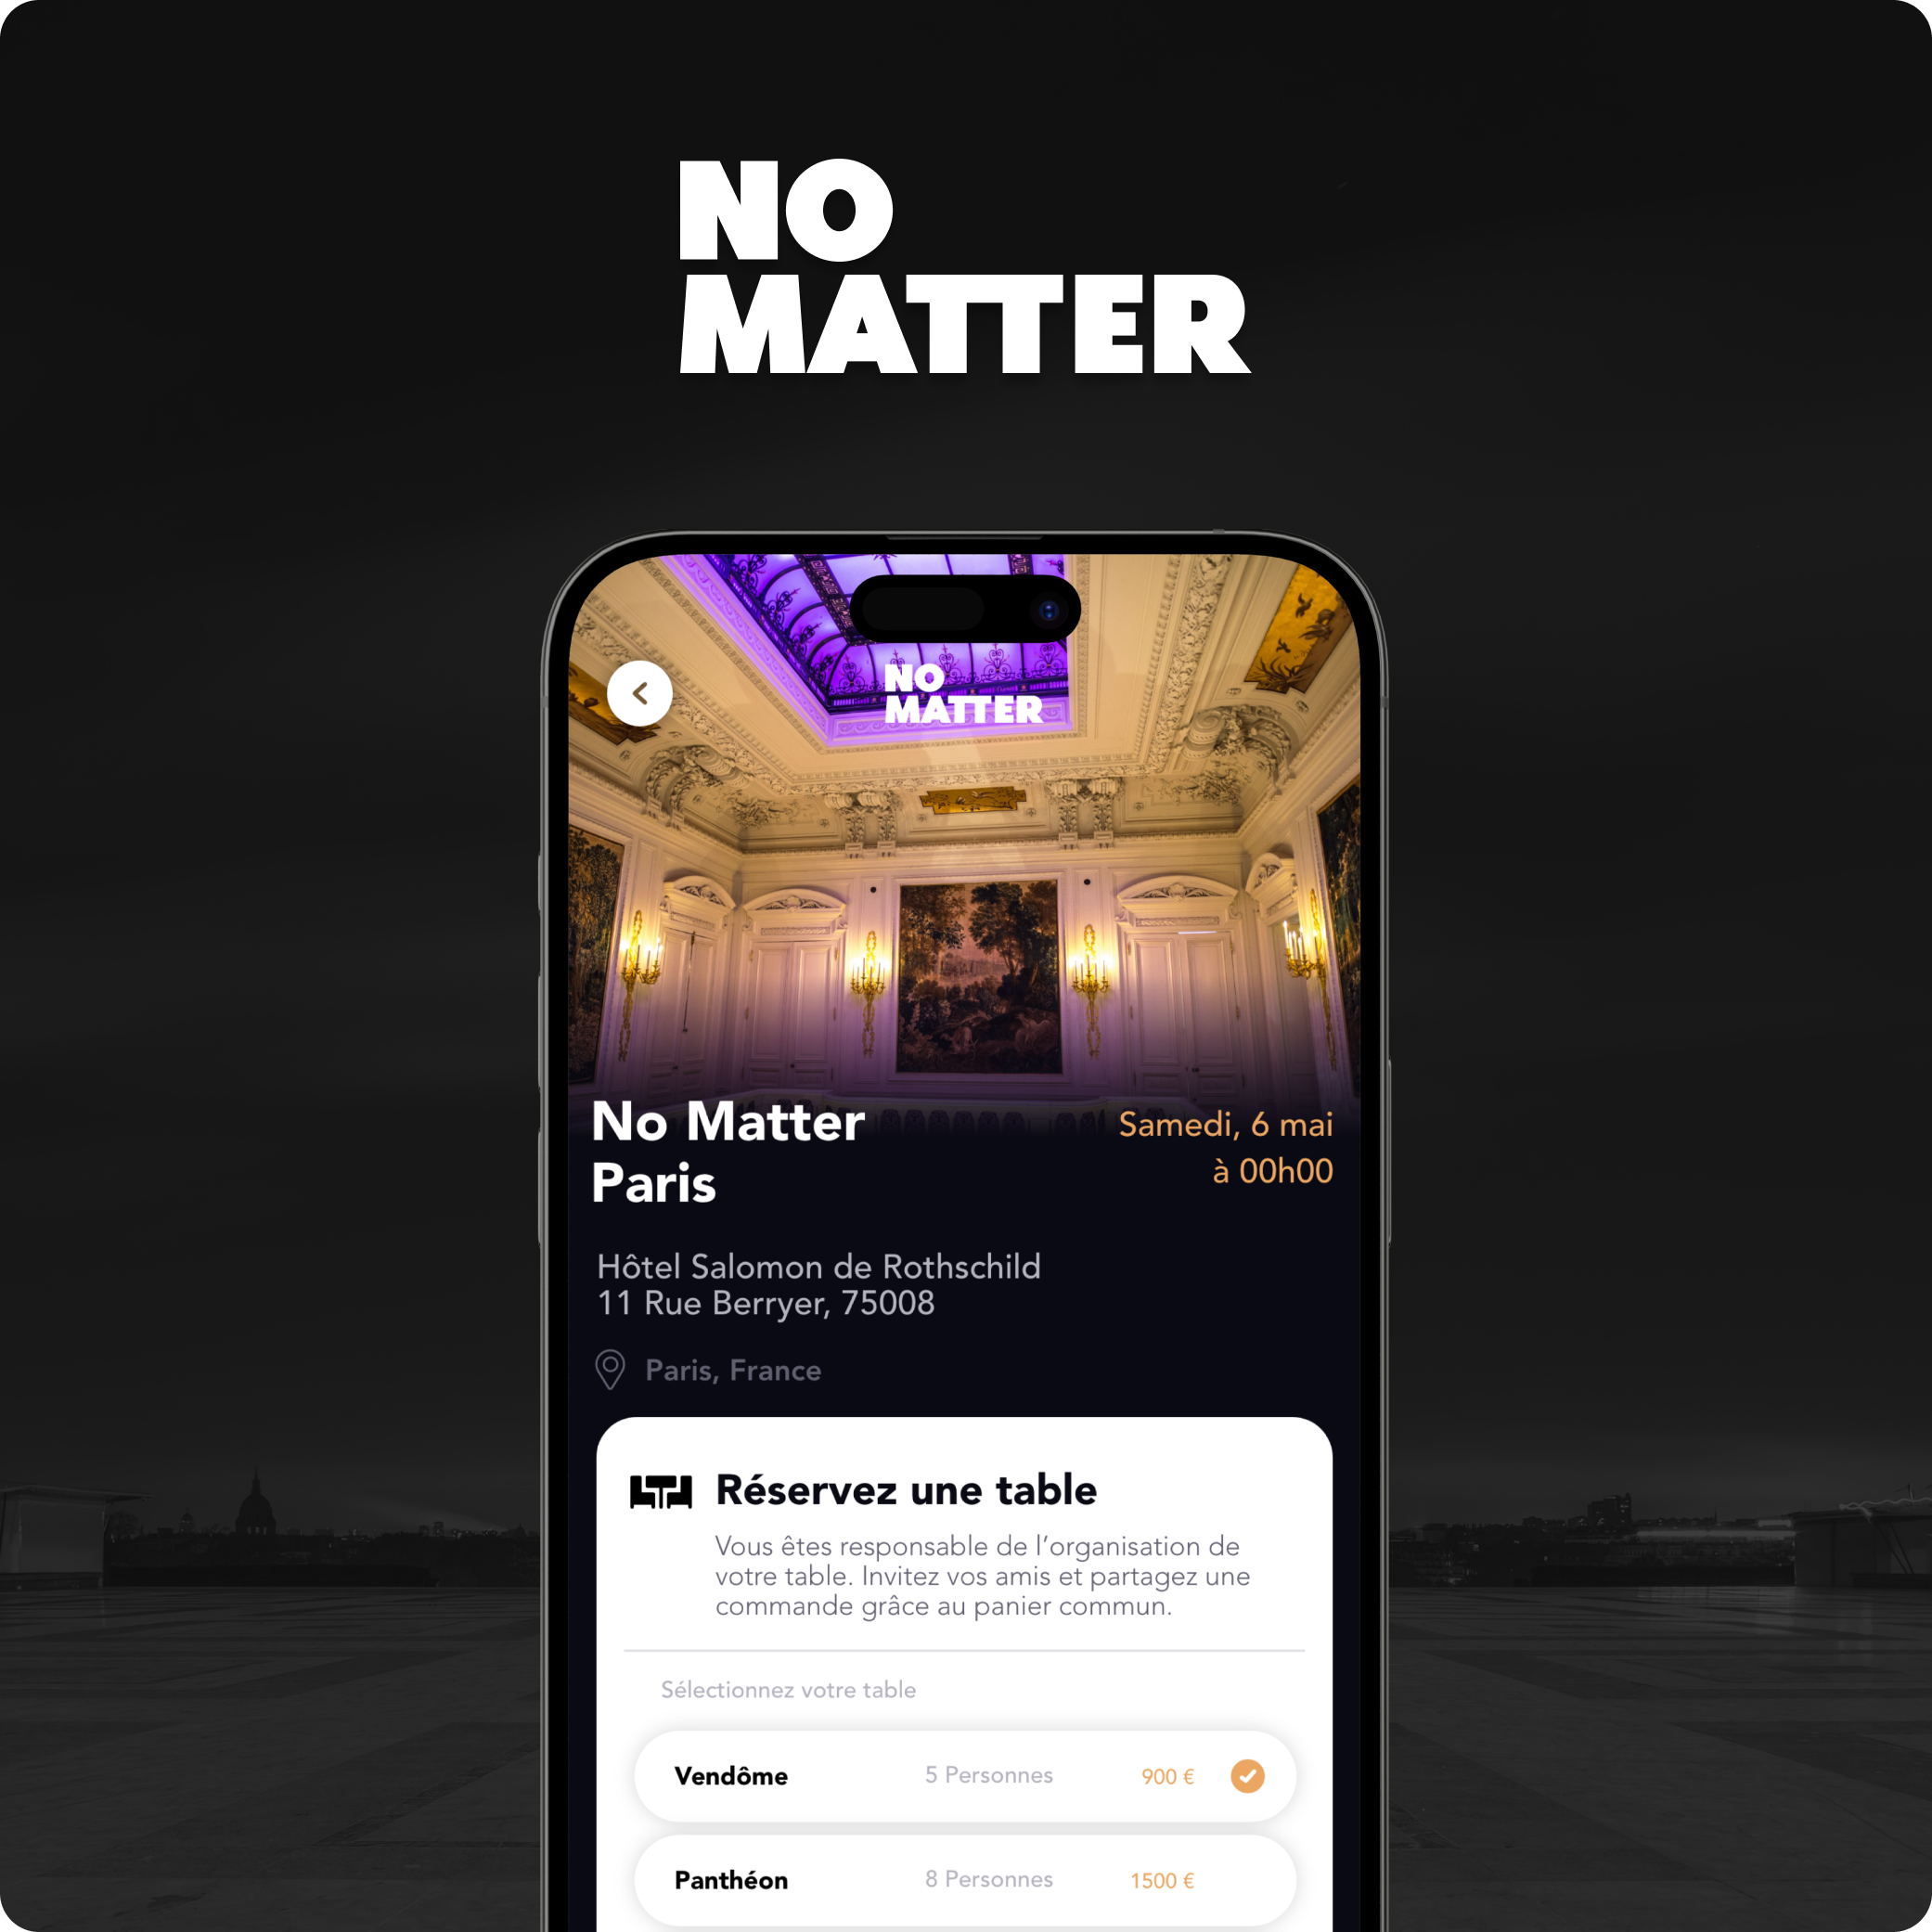 NO
MATTER
NO
MATTER
No Matter
Paris
Samedi, 6 mai
à 00h00
Hôtel Salomon de Rothschild
11 Rue Berryer, 75008
Paris, France
Réservez une table
Vous êtes responsable de l’organisation de
votre table. Invitez vos amis et partagez une
commande grâce au panier commun.
Sélectionnez votre table
Vendôme 5 Personnes 900 €
Panthéon 8 Personnes 1500 €